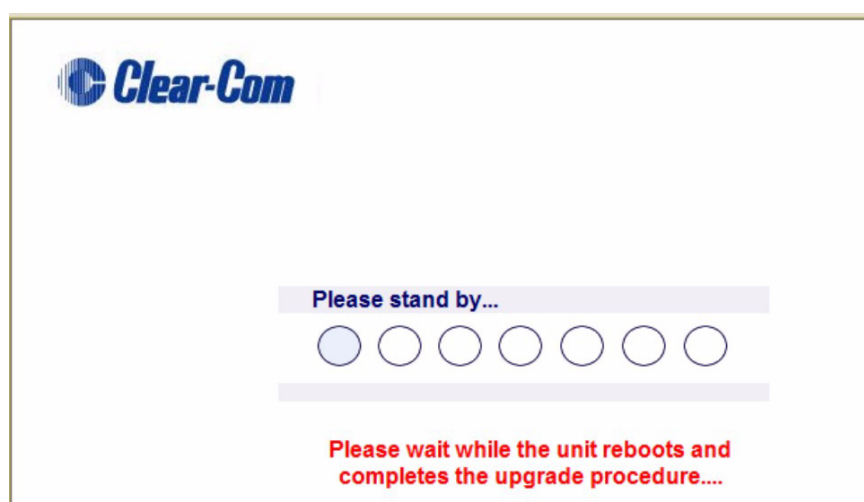 Clear-Com
Please stand by...
Please wait while the unit reboots and
completes the upgrade procedure....